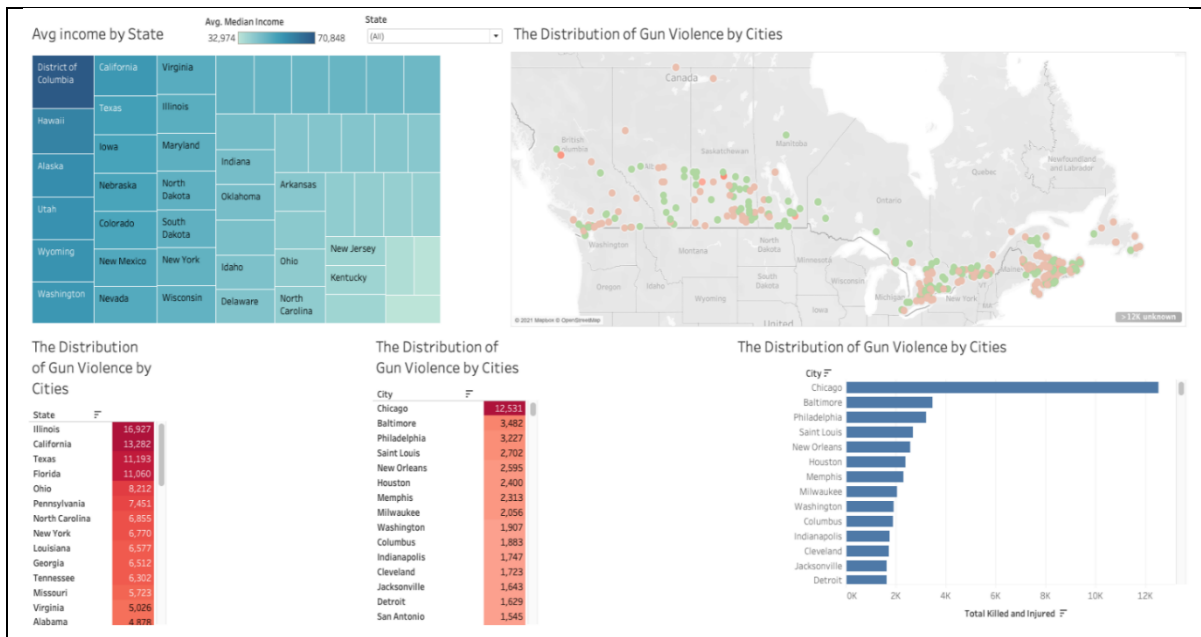 Avg income by State
Avg. Median Income
32,974
70,848
State
(All)
District of
Columbia
Hawaii
Alaska
Utah
Wyoming
Washington
California
Texas
Iowa
Nebraska
Colorado
New Mexico
Nevada
Virginia
Illinois
Maryland
North
Dakota
South
Dakota
New York
Wisconsin
Indiana
Oklahoma
Idaho
Delaware
Arkansas
Ohio
North
Carolina
New Jersey
Kentucky
The Distribution of Gun Violence by Cities
Canada
British
Columbia
Saskatchewan
Manitoba
Ontario
Quebec
Newfoundland
and Labrador
Washington
Montana
North
Dakota
Minnesota
South
Dakota
Wisconsin
Michigan
Oregon
Idaho
Wyoming
Iowa
New York
VT
Maine
United
© 2021 Mapbox © OpenStreetMap
>12K unknown
The Distribution
of Gun Violence by
Cities
State
Illinois 16,927
California 13,282
Texas 11,193
Florida 11,060
Ohio 8,212
Pennsylvania 7,451
North Carolina 6,855
New York 6,770
Louisiana 6,577
Georgia 6,512
Tennessee 6,302
Missouri 5,723
Virginia 5,026
Alabama 4,878
The Distribution of
Gun Violence by Cities
City
Chicago 12,531
Baltimore 3,482
Philadelphia 3,227
Saint Louis 2,702
New Orleans 2,595
Houston 2,400
Memphis 2,313
Milwaukee 2,056
Washington 1,907
Columbus 1,883
Indianapolis 1,747
Cleveland 1,723
Jacksonville 1,643
Detroit 1,629
San Antonio 1,545
The Distribution of Gun Violence by Cities
City
Chicago
Baltimore
Philadelphia
Saint Louis
New Orleans
Houston
Memphis
Milwaukee
Washington
Columbus
Indianapolis
Cleveland
Jacksonville
Detroit
0K 2K 4K 6K 8K 10K 12K
Total Killed and Injured